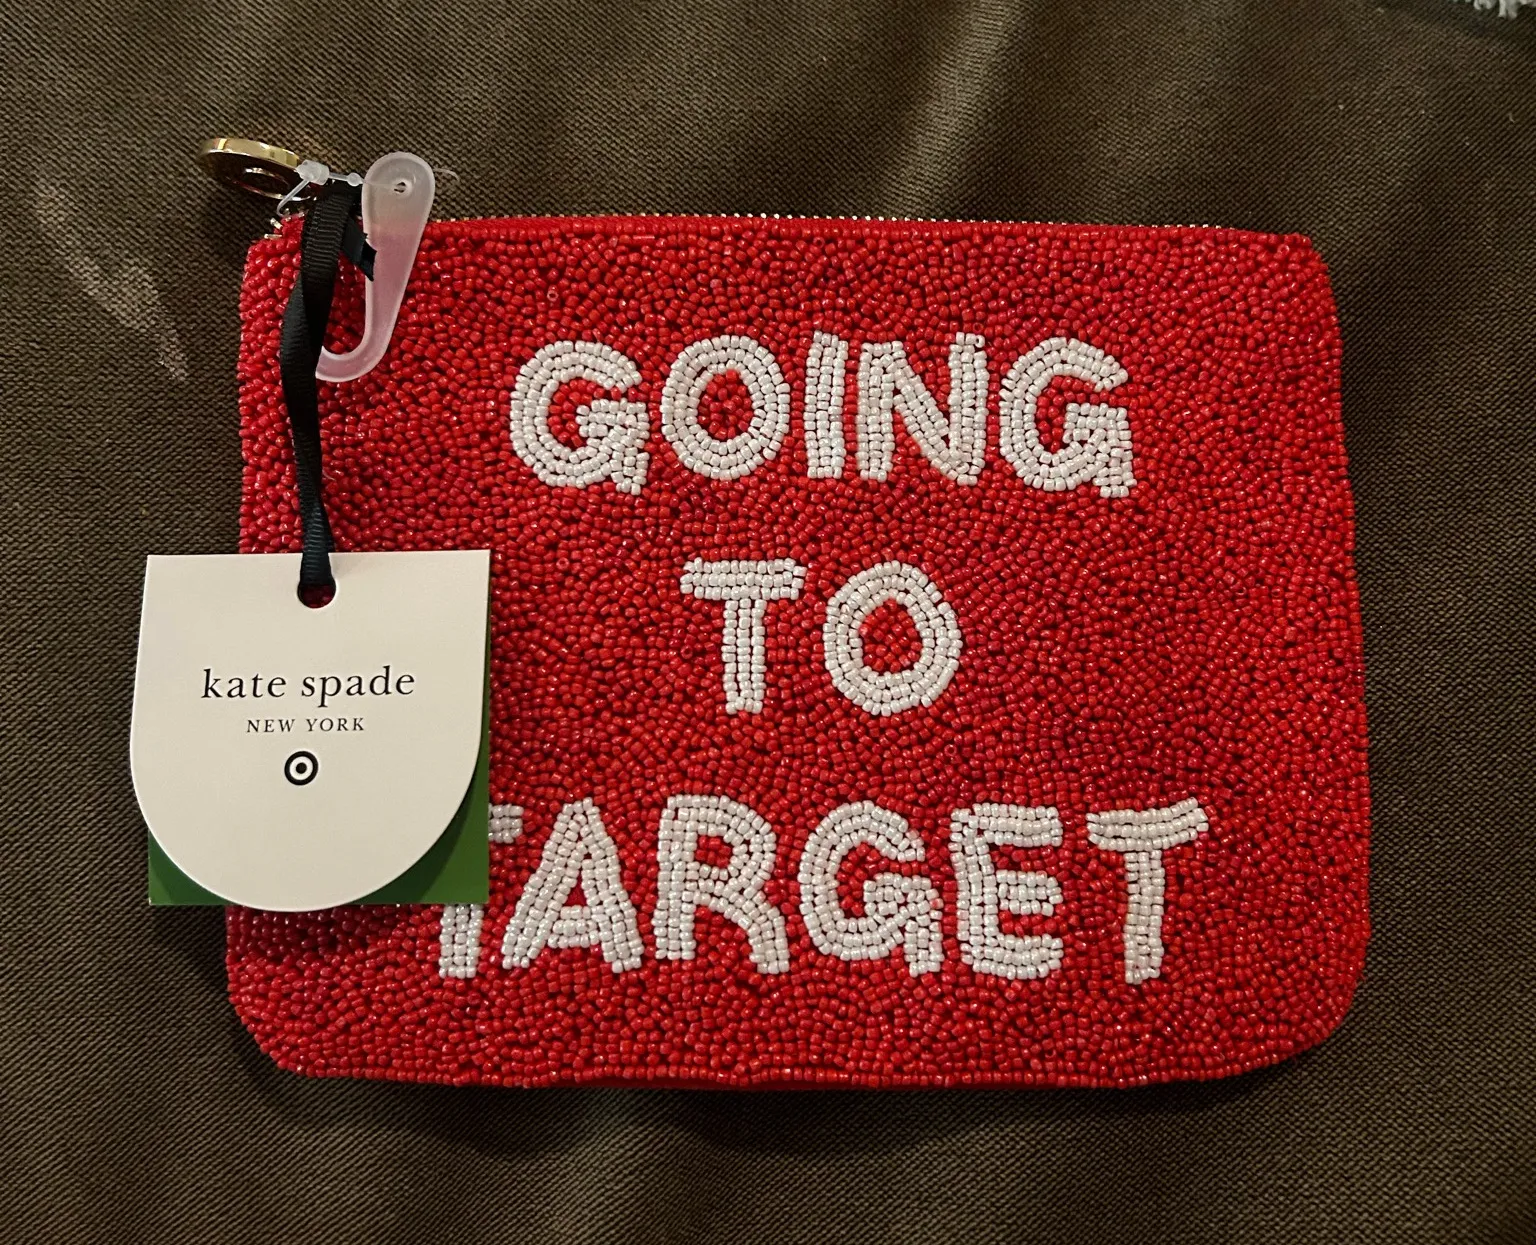 GOING
TO
TARGET
kate spade
NEW YORK